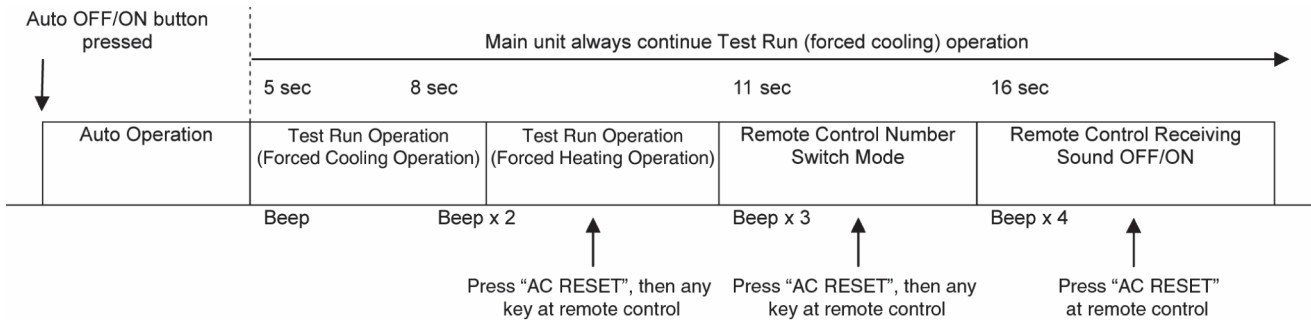 Auto OFF/ON button
pressed
Main unit always continue Test Run (forced cooling) operation
5 sec
8 sec
11 sec
16 sec
Auto Operation
Test Run Operation
(Forced Cooling Operation)
Test Run Operation
(Forced Heating Operation)
Remote Control Number
Switch Mode
Remote Control Receiving
Sound OFF/ON
Beep
Beep x 2
Beep x 3
Beep x 4
Press “AC RESET”, then any
key at remote control
Press “AC RESET”, then any
key at remote control
Press “AC RESET”
at remote control